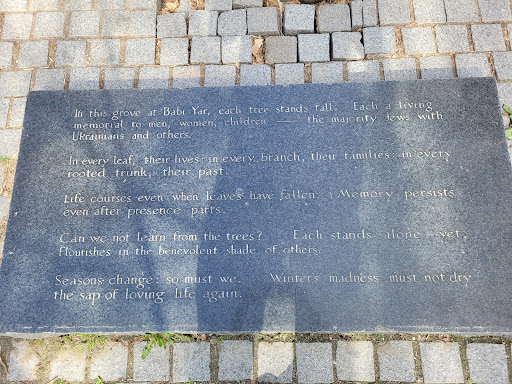 In this grove at Babi Yar, each tree stands tall. Each a living
memorial to men, women, children — the majority Jews with
Ukrainians and others.
In every leaf, their lives: in every branch, their families: in every
rooted trunk, their past.
Life courses even when leaves have fallen. Memory persists
even after presence parts.
Can we not learn from the trees? Each stands alone — yet,
flourishes in the benevolent shade of others.
Seasons change: so must we. Winter's madness must not dry
the sap of loving life again.